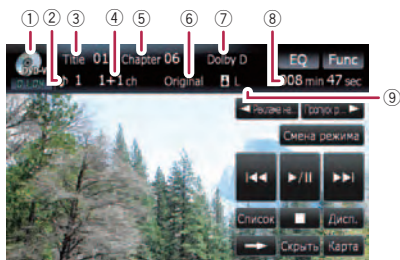 ① ② ③ ④ ⑤ ⑥ ⑦ ⑧
Title 01 Chapter 06 Dolby D EQ Func
1 1+1 ch Original L 008 min 47 sec
⑨
Смена режима
Список Дисп.
Скрыть Карта